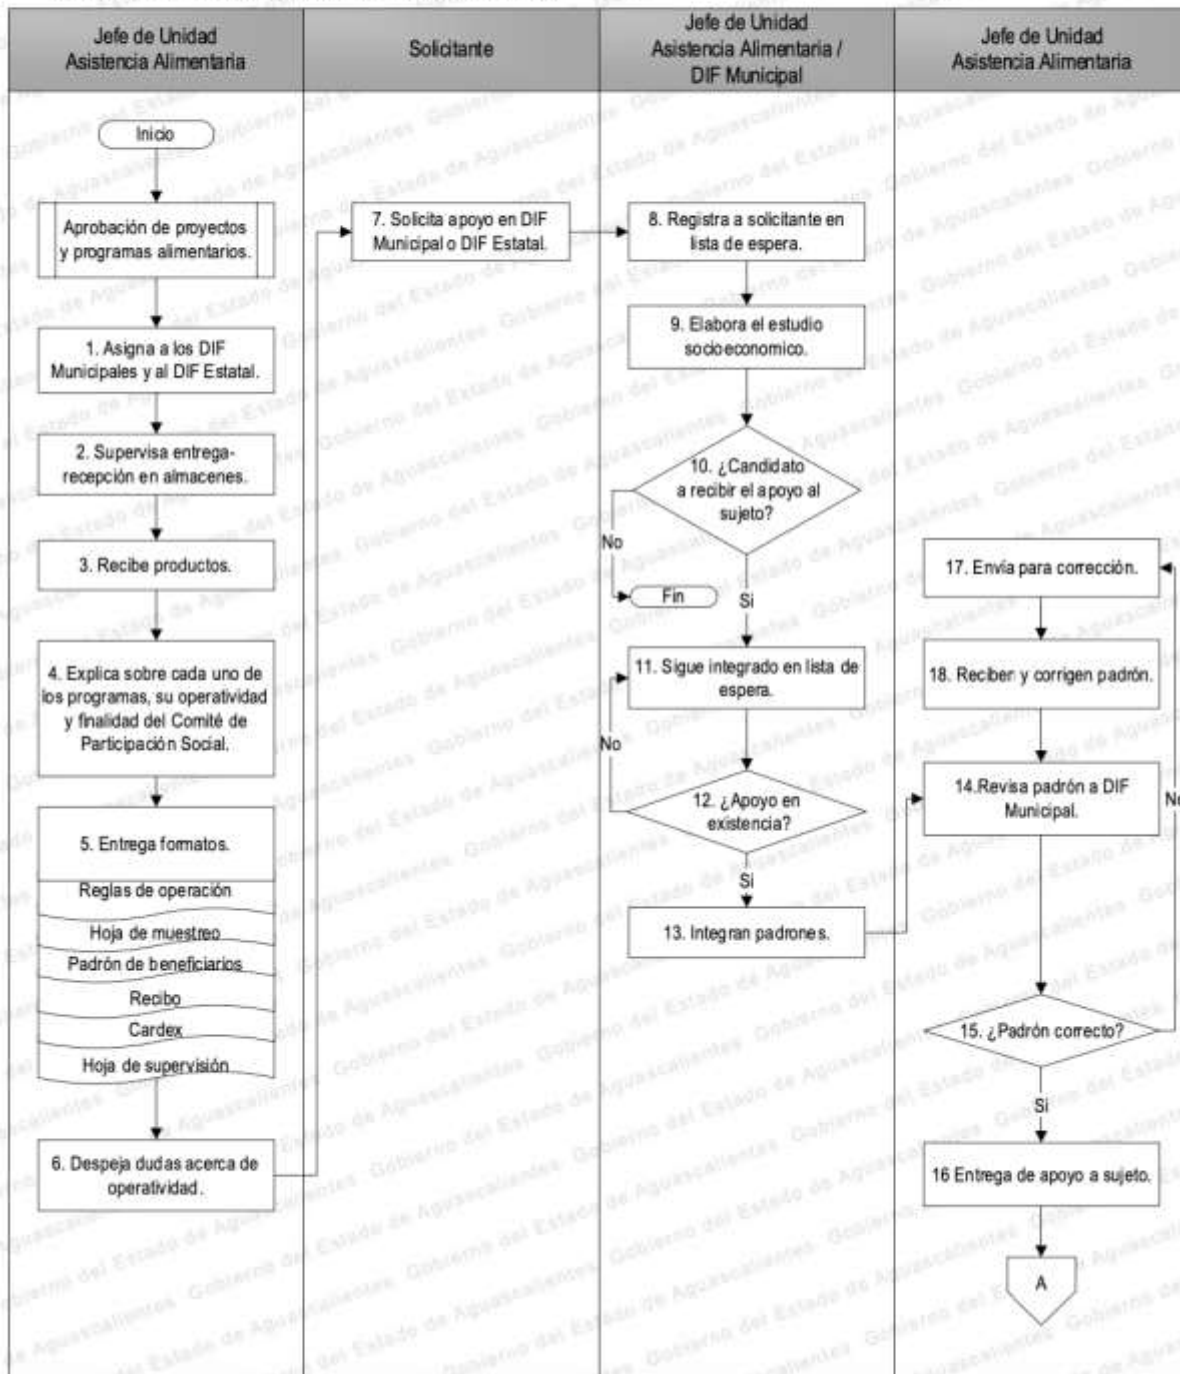 Jefe de Unidad
Asistencia Alimentaria
Solicitante
Jefe de Unidad
Asistencia Alimentaria /
DIF Municipal
Jefe de Unidad
Asistencia Alimentaria
Inicio
Aprobación de proyectos
y programas alimentarios.
1. Asigna a los DIF
Municipales y al DIF Estatal.
2. Supervisa entrega-
recepción en almacenes.
3. Recibe productos.
4. Explica sobre cada uno de
los programas, su operatividad
y finalidad del Comité de
Participación Social.
5. Entrega formatos.
Reglas de operación
Hoja de muestreo
Padrón de beneficiarios
Recibo
Cardex
Hoja de supervisión
6. Despeja dudas acerca de
operatividad.
7. Solicita apoyo en DIF
Municipal o DIF Estatal.
8. Registra a solicitante en
lista de espera.
9. Elabora el estudio
socioeconomico.
10. ¿Candidato
a recibir el apoyo al
sujeto?
No
Fin
Si
11. Sigue integrado en lista de
espera.
No
12. ¿Apoyo en
existencia?
Si
13. Integran padrones.
17. Envía para corrección.
18. Reciben y corrigen padrón.
14.Revisa padrón a DIF
Municipal.
No
15. ¿Padrón correcto?
Si
16 Entrega de apoyo a sujeto.
A
Gobierno del Estado de Aguascalientes